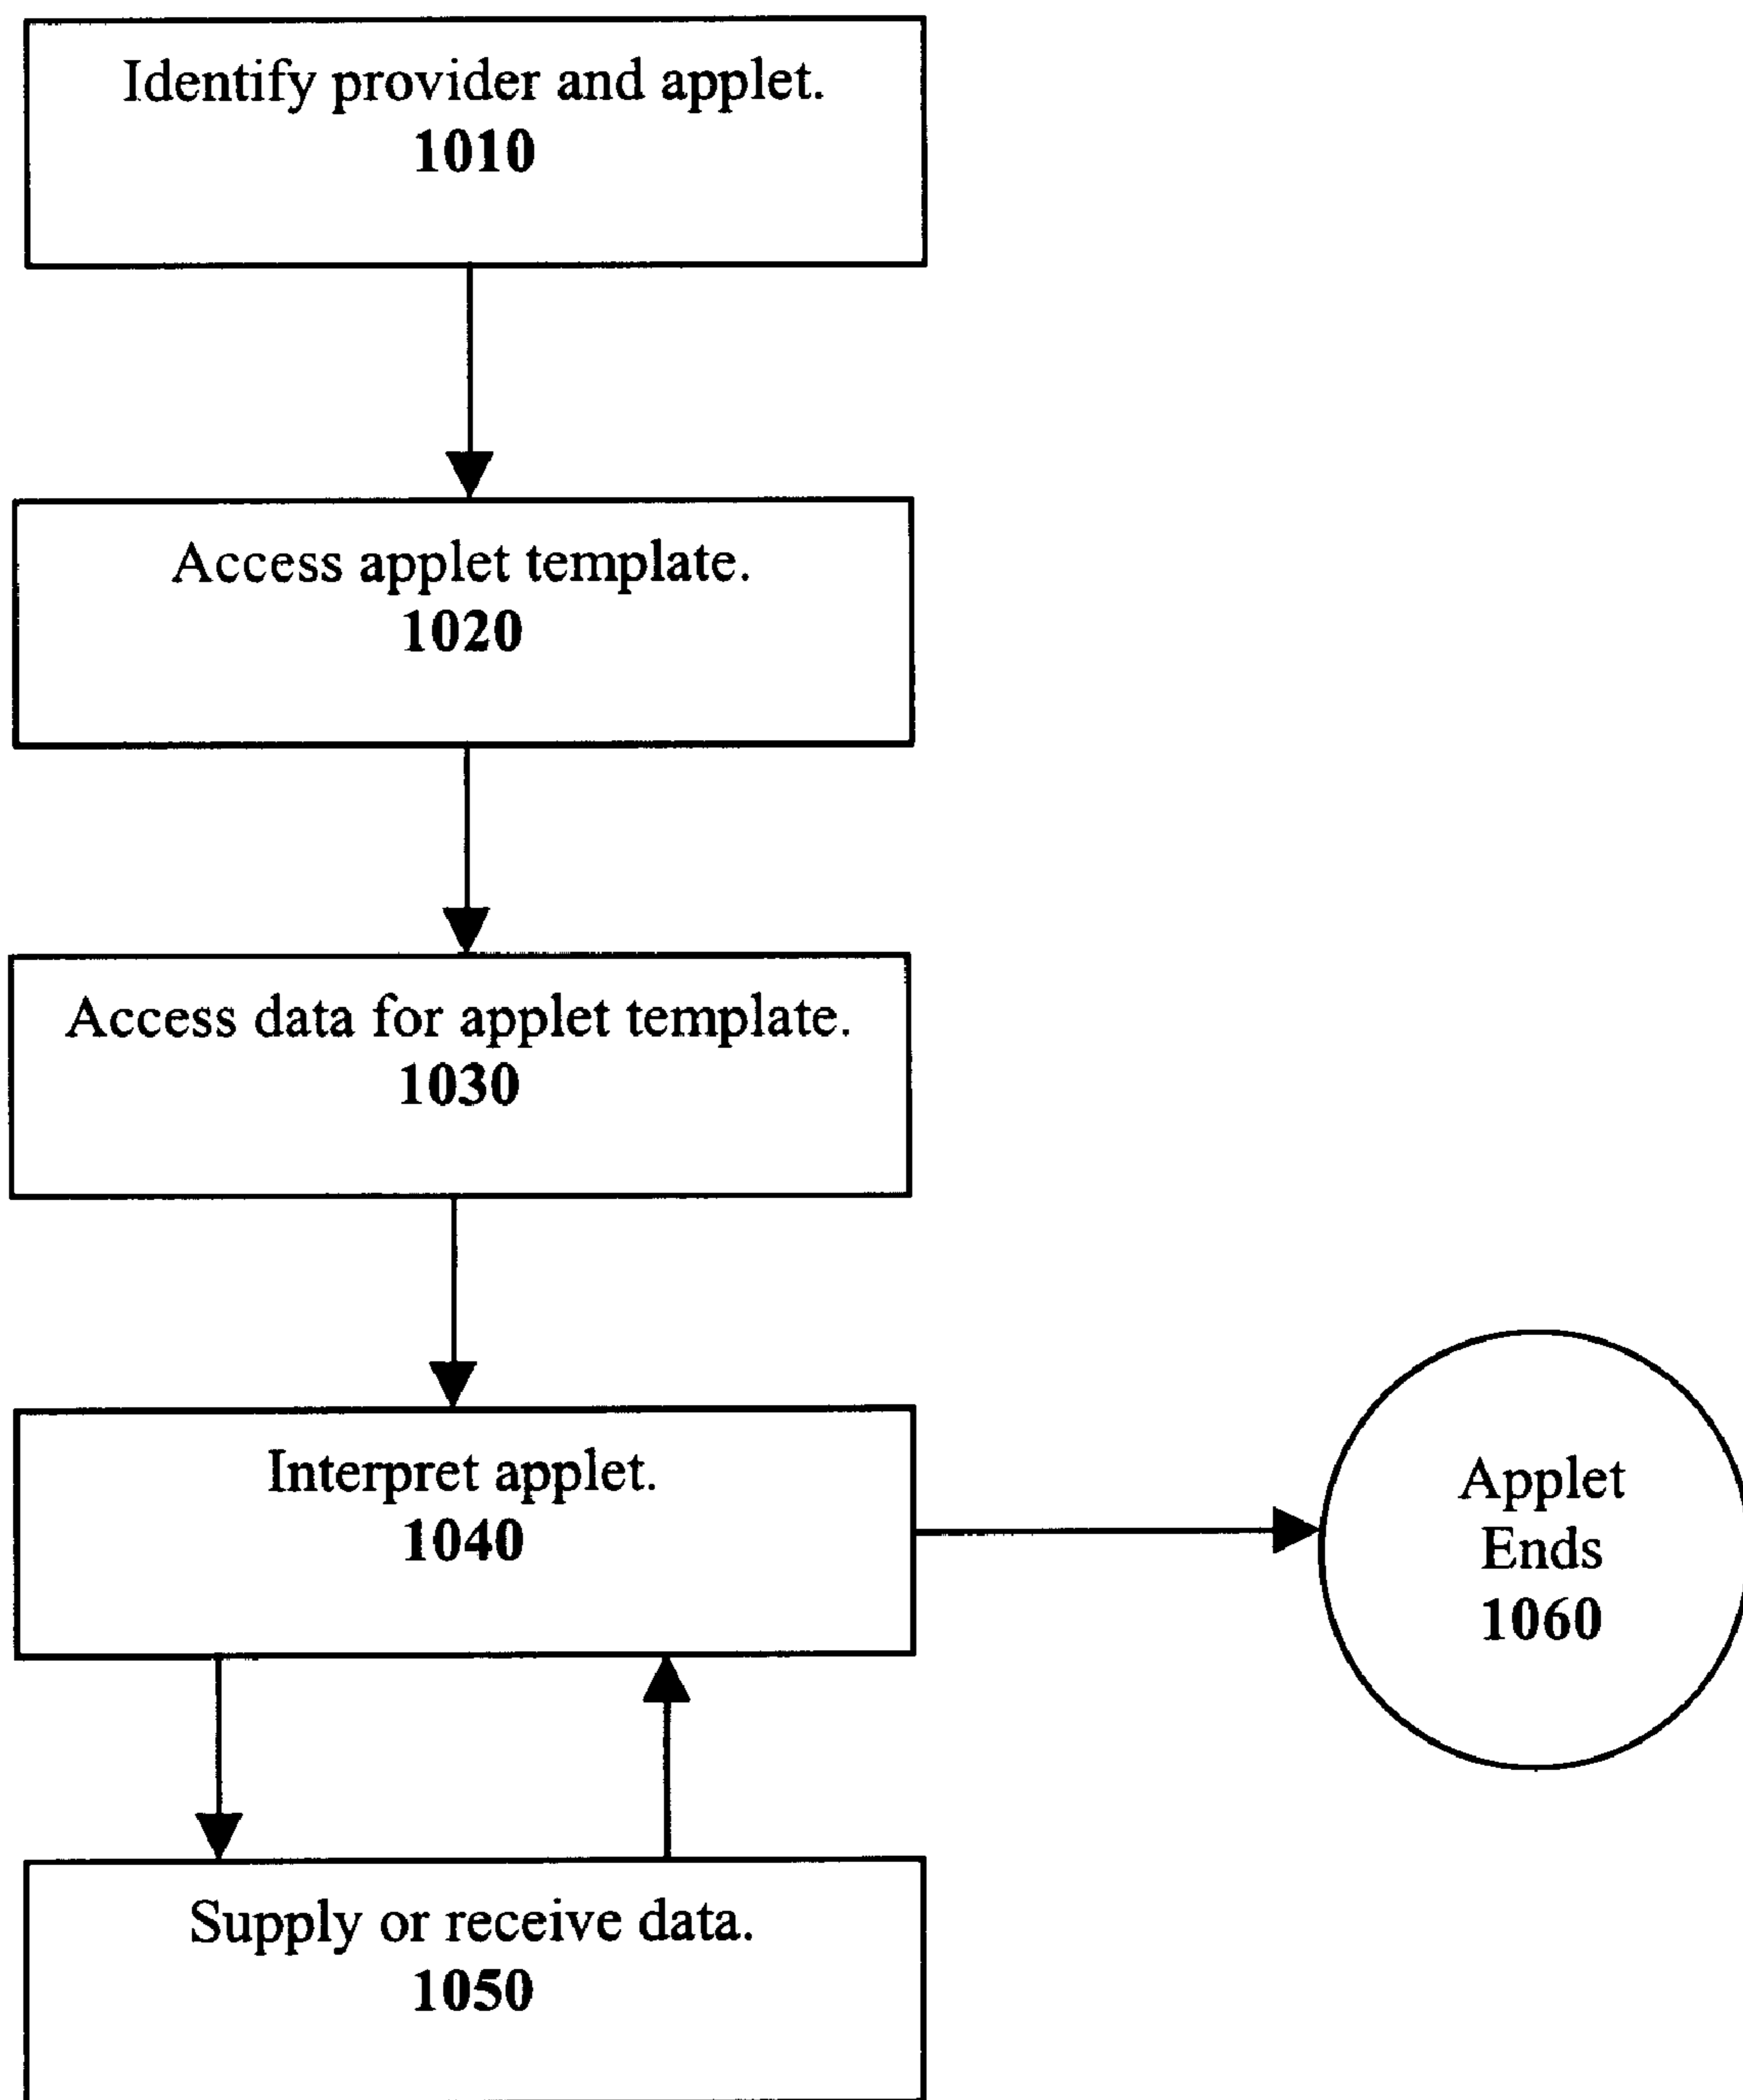 Identify provider and applet.
1010
Access applet template.
1020
Access data for applet template.
1030
Interpret applet.
1040
Applet
Ends
1060
Supply or receive data.
1050